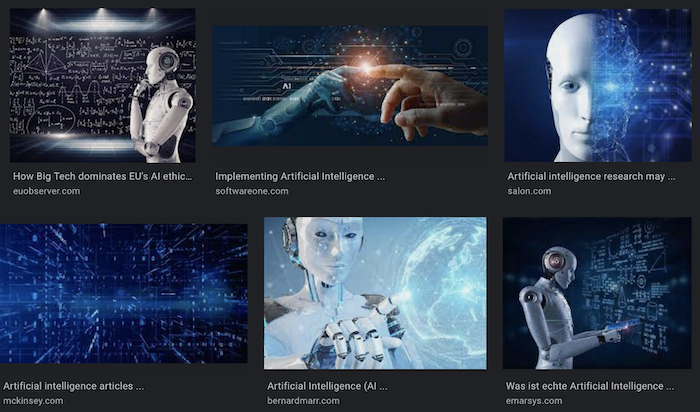 AI
How Big Tech dominates EU's AI ethic...
euobserver.com
Implementing Artificial Intelligence ...
softwareone.com
Artificial intelligence research may ...
salon.com
Artificial intelligence articles ...
mckinsey.com
Artificial Intelligence (AI ...
bernardmarr.com
Was ist echte Artificial Intelligence ...
emarsys.com